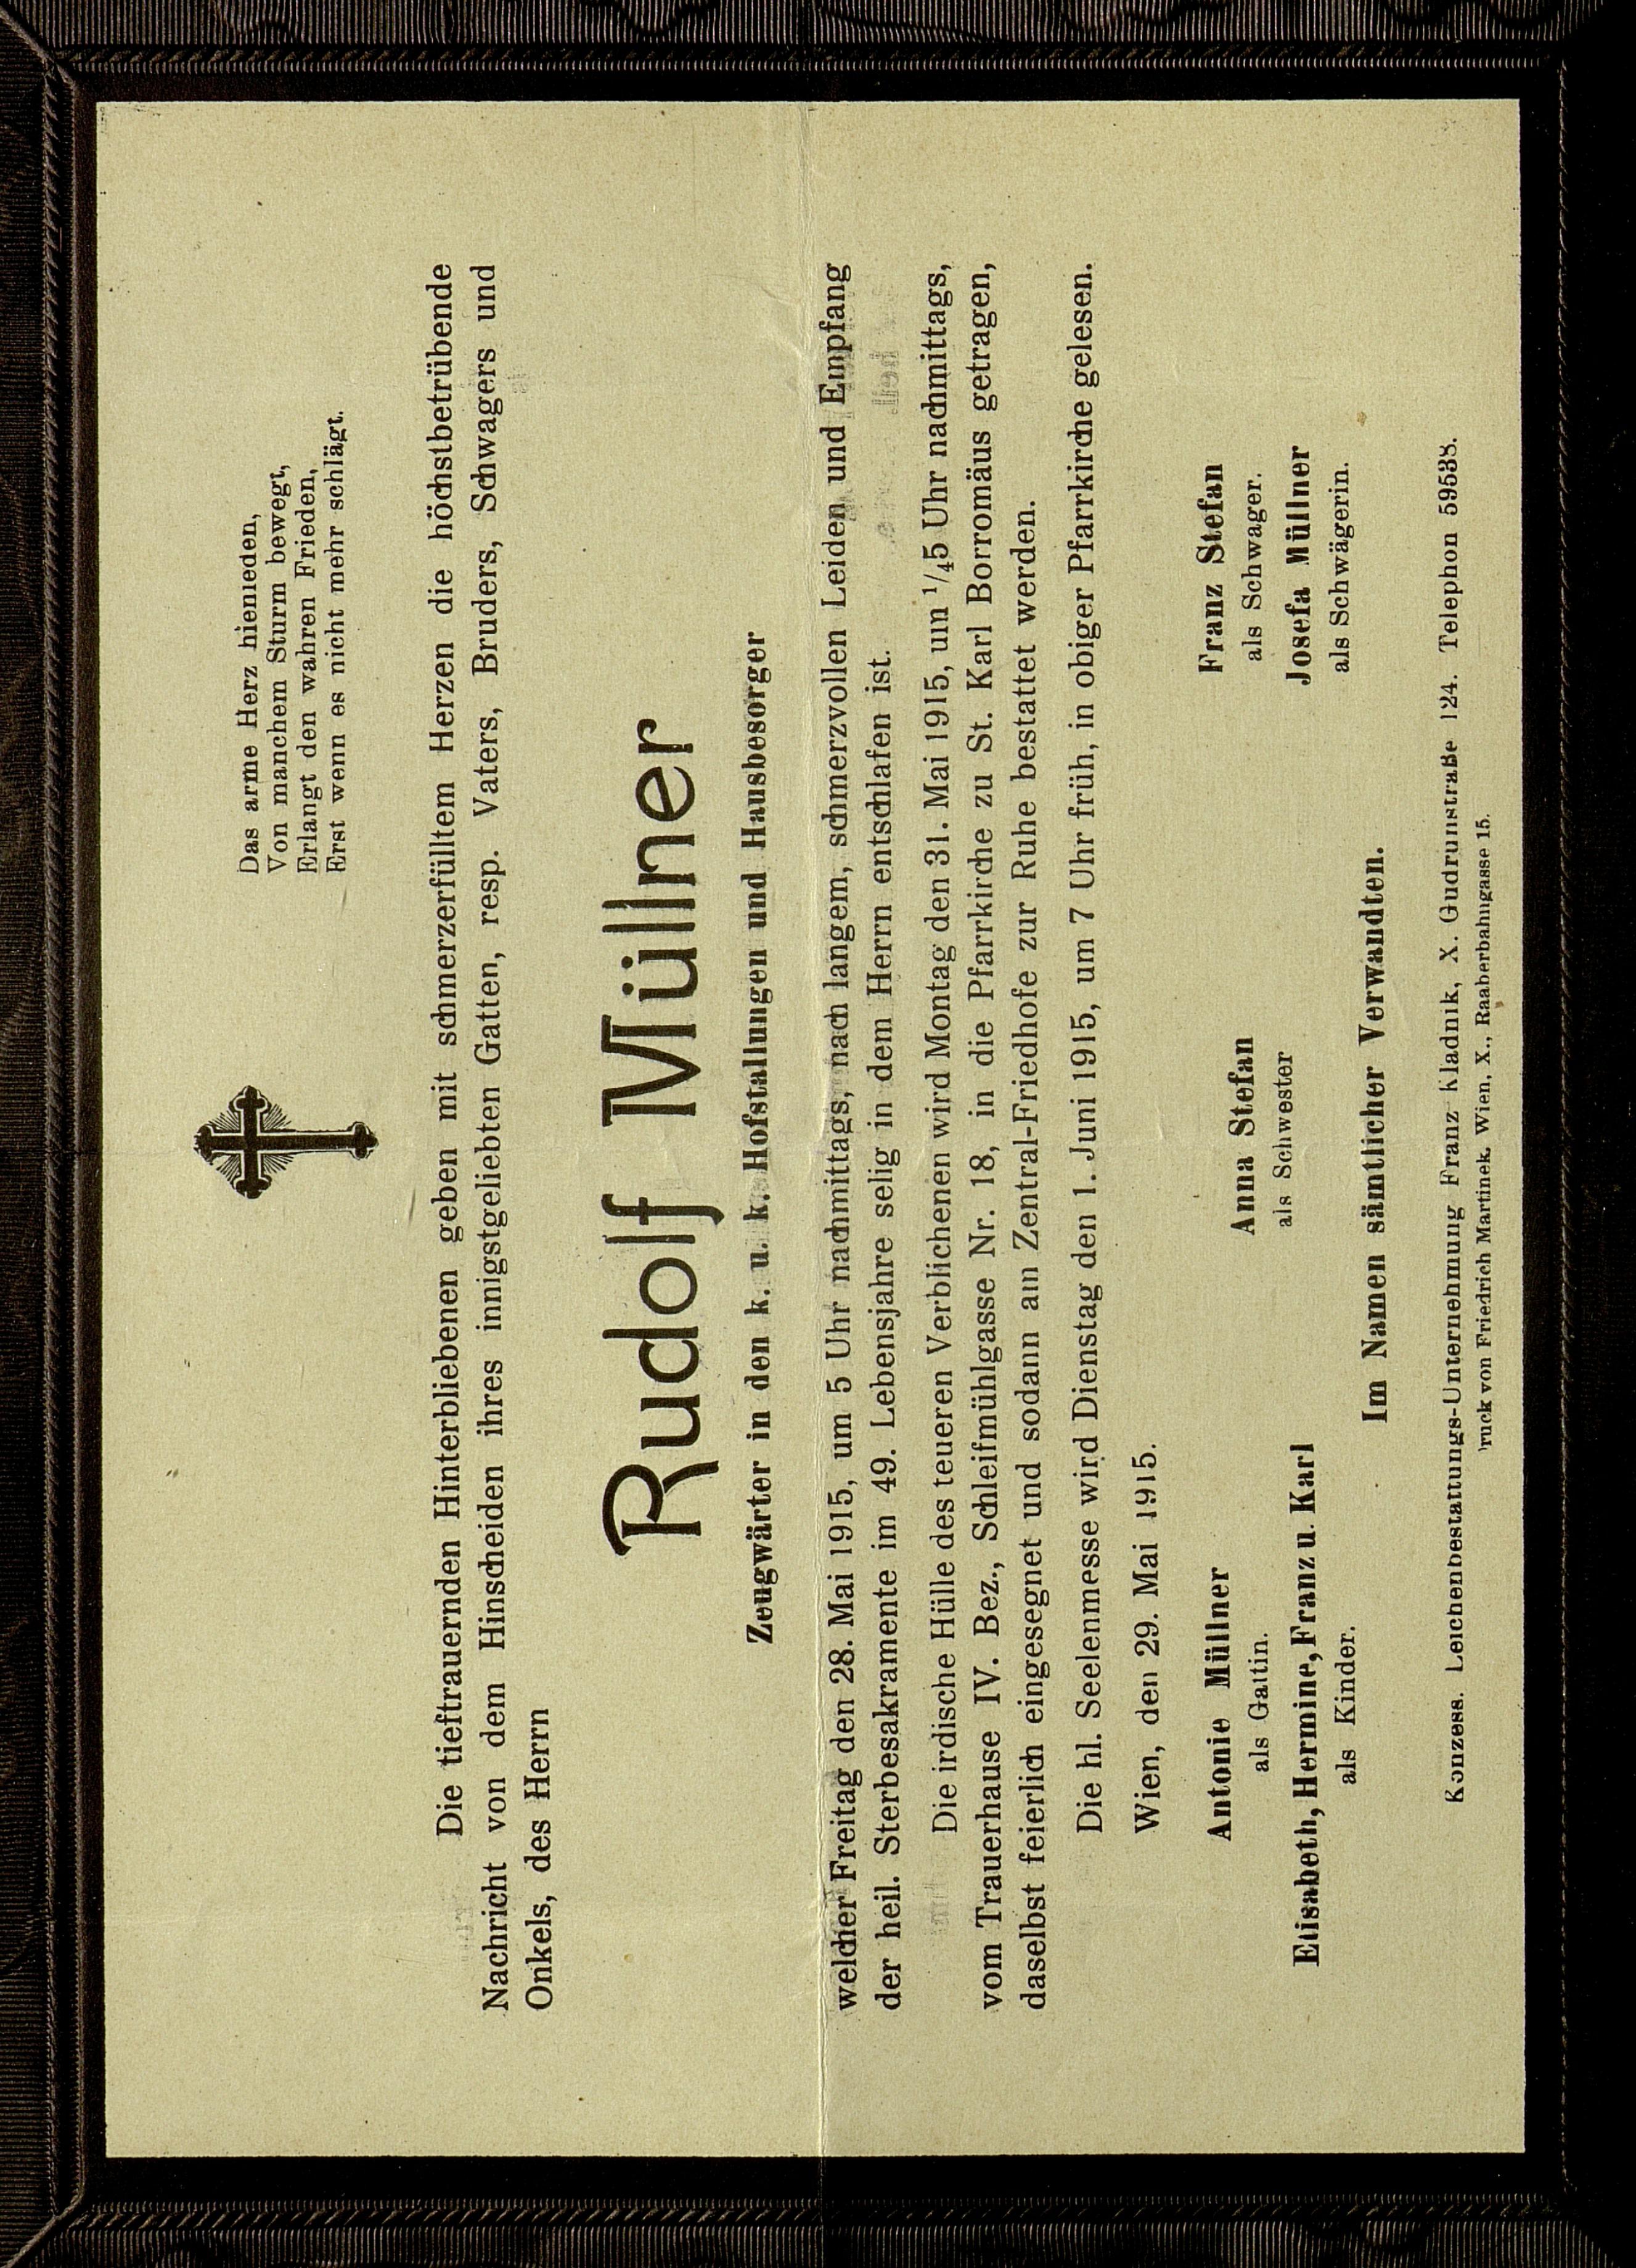 Das arme Herz hienieden,
Von manchem Sturm bewegt,
Erlangt den wahren Frieden,
Erst wenn es nicht mehr schlägt.
Die tieftrauernden Hinterbliebenen geben mit schmerzerfülltem Herzen die höchstbetrübende
Nachricht von dem Hinscheiden ihres innigstgeliebten Gatten, resp. Vaters, Bruders, Schwagers und
Onkels, des Herrn
Rudolf Müllner
Zeugwärter in den k. u. k. Hofstallungen und Hausbesorger
welcher Freitag den 28. Mai 1915, um 5 Uhr nachmittags, nach langem, schmerzvollen Leiden und Empfang
der heil. Sterbesakramente im 49. Lebensjahre selig in dem Herrn entschlafen ist.
Die irdische Hülle des teueren Verblichenen wird Montag den 31. Mai 1915, um 1/45 Uhr nachmittags,
vom Trauerhause IV. Bez., Schleifmühlgasse Nr. 18, in die Pfarrkirche zu St. Karl Borromäus getragen,
daselbst feierlich eingesegnet und sodann am Zentral-Friedhofe zur Ruhe bestattet werden.
Die hl. Seelenmesse wird Dienstag den 1. Juni 1915, um 7 Uhr früh, in obiger Pfarrkirche gelesen.
Wien, den 29. Mai 1915.
Antonie Müllner
als Gattin.
Elisabeth, Hermine, Franz u. Karl
als Kinder.
Anna Stefan
als Schwester
Franz Stefan
als Schwager.
Josefa Müllner
als Schwägerin.
Im Namen sämtlicher Verwandten.
Konzess. Leichenbestattungs-Unternehmung Franz Kladnik, X. Gudrunstraße 124. Telephon 59538.
ruck von Friedrich Martinek, Wien, X., Raaberbahngasse 15.